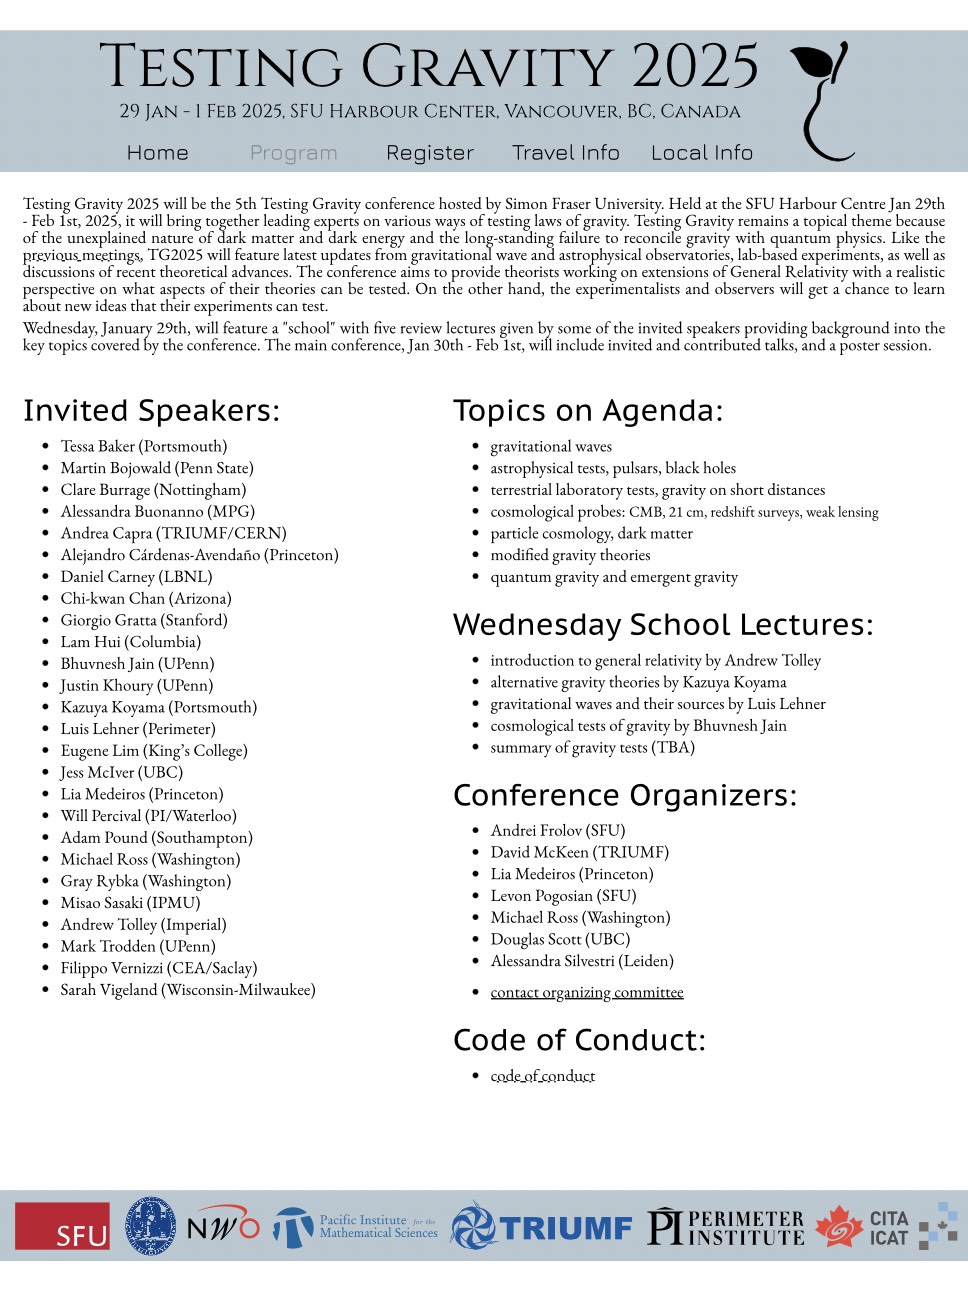 TESTING GRAVITY 2025
29 JAN - 1 FEB 2025, SFU HARBOUR CENTER, VANCOUVER, BC, CANADA
Home Program Register Travel Info Local Info
Testing Gravity 2025 will be the 5th Testing Gravity conference hosted by Simon Fraser University. Held at the SFU Harbour Centre Jan 29th
- Feb 1st, 2025, it will bring together leading experts on various ways of testing laws of gravity. Testing Gravity remains a topical theme because
of the unexplained nature of dark matter and dark energy and the long-standing failure to reconcile gravity with quantum physics. Like the
previous meetings, TG2025 will feature latest updates from gravitational wave and astrophysical observatories, lab-based experiments, as well as
discussions of recent theoretical advances. The conference aims to provide theorists working on extensions of General Relativity with a realistic
perspective on what aspects of their theories can be tested. On the other hand, the experimentalists and observers will get a chance to learn
about new ideas that their experiments can test.
Wednesday, January 29th, will feature a "school" with five review lectures given by some of the invited speakers providing background into the
key topics covered by the conference. The main conference, Jan 30th - Feb 1st, will include invited and contributed talks, and a poster session.
Invited Speakers:
• Tessa Baker (Portsmouth)
• Martin Bojowald (Penn State)
• Clare Burrage (Nottingham)
• Alessandra Buonanno (MPG)
• Andrea Capra (TRIUMF/CERN)
• Alejandro Cárdenas-Avendaño (Princeton)
• Daniel Carney (LBNL)
• Chi-kwan Chan (Arizona)
• Giorgio Gratta (Stanford)
• Lam Hui (Columbia)
• Bhuvnesh Jain (UPenn)
• Justin Khoury (UPenn)
• Kazuya Koyama (Portsmouth)
• Luis Lehner (Perimeter)
• Eugene Lim (King’s College)
• Jess McIver (UBC)
• Lia Medeiros (Princeton)
• Will Percival (PI/Waterloo)
• Adam Pound (Southampton)
• Michael Ross (Washington)
• Gray Rybka (Washington)
• Misao Sasaki (IPMU)
• Andrew Tolley (Imperial)
• Mark Trodden (UPenn)
• Filippo Vernizzi (CEA/Saclay)
• Sarah Vigeland (Wisconsin-Milwaukee)
Topics on Agenda:
• gravitational waves
• astrophysical tests, pulsars, black holes
• terrestrial laboratory tests, gravity on short distances
• cosmological probes: CMB, 21 cm, redshift surveys, weak lensing
• particle cosmology, dark matter
• modified gravity theories
• quantum gravity and emergent gravity
Wednesday School Lectures:
• introduction to general relativity by Andrew Tolley
• alternative gravity theories by Kazuya Koyama
• gravitational waves and their sources by Luis Lehner
• cosmological tests of gravity by Bhuvnesh Jain
• summary of gravity tests (TBA)
Conference Organizers:
• Andrei Frolov (SFU)
• David McKeen (TRIUMF)
• Lia Medeiros (Princeton)
• Levon Pogosian (SFU)
• Michael Ross (Washington)
• Douglas Scott (UBC)
• Alessandra Silvestri (Leiden)
• contact organizing committee
Code of Conduct:
• code of conduct
SFU
NWO
Pacific Institute for the
Mathematical Sciences
TRIUMF
PI PERIMETER
INSTITUTE
CITA
ICAT